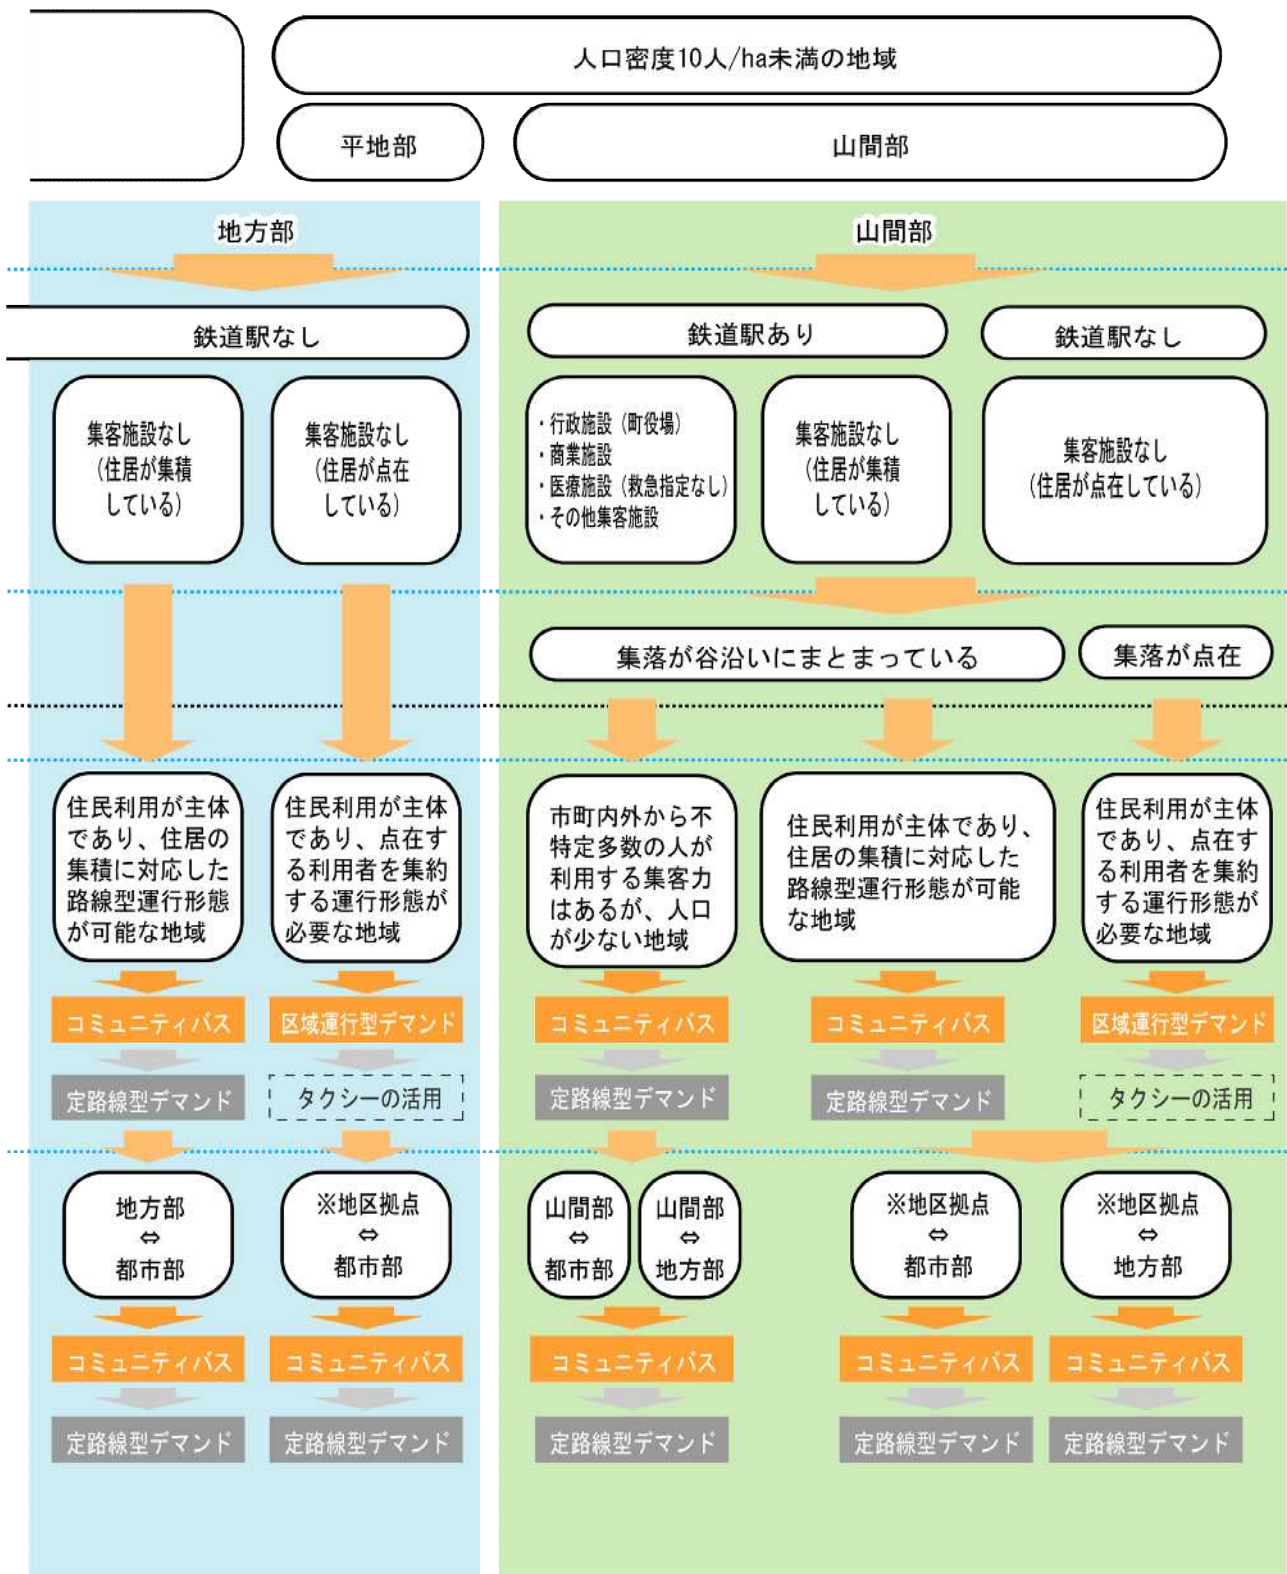 人口密度10人/ha未満の地域
平地部
山間部
地方部
山間部
鉄道駅なし
鉄道駅あり
鉄道駅なし
集客施設なし
（住居が集積
している）
集客施設なし
（住居が点在
している）
・行政施設（町役場）
・商業施設
・医療施設（救急指定なし）
・その他集客施設
集客施設なし
（住居が集積
している）
集客施設なし
（住居が点在している）
集落が谷沿いにまとまっている
集落が点在
住民利用が主体
であり、住居の
集積に対応した
路線型運行形態
が可能な地域
住民利用が主体
であり、点在す
る利用者を集約
する運行形態が
必要な地域
市町内外から不
特定多数の人が
利用する集客力
はあるが、人口
が少ない地域
住民利用が主体であり、
住居の集積に対応した
路線型運行形態が可能
な地域
住民利用が主体
であり、点在す
る利用者を集約
する運行形態が
必要な地域
コミュニティバス
区域運行型デマンド
コミュニティバス
コミュニティバス
区域運行型デマンド
定路線型デマンド
タクシーの活用
定路線型デマンド
定路線型デマンド
タクシーの活用
地方部
⇔
都市部
※地区拠点
⇔
都市部
山間部
⇔
都市部
山間部
⇔
地方部
※地区拠点
⇔
都市部
※地区拠点
⇔
地方部
コミュニティバス
コミュニティバス
コミュニティバス
コミュニティバス
コミュニティバス
定路線型デマンド
定路線型デマンド
定路線型デマンド
定路線型デマンド
定路線型デマンド